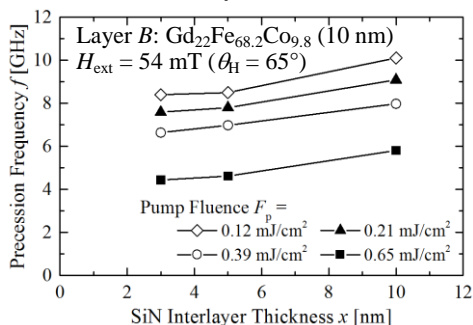 Layer B: Gd22Fe68.2Co9.8 (10 nm)
Hext = 54 mT (θH = 65°)
Precession Frequency f [GHz]
12
10
8
6
4
2
0
Pump Fluence Fp =
0.12 mJ/cm² 0.21 mJ/cm²
0.39 mJ/cm² 0.65 mJ/cm²
0 2 4 6 8 10 12
SiN Interlayer Thickness x [nm]